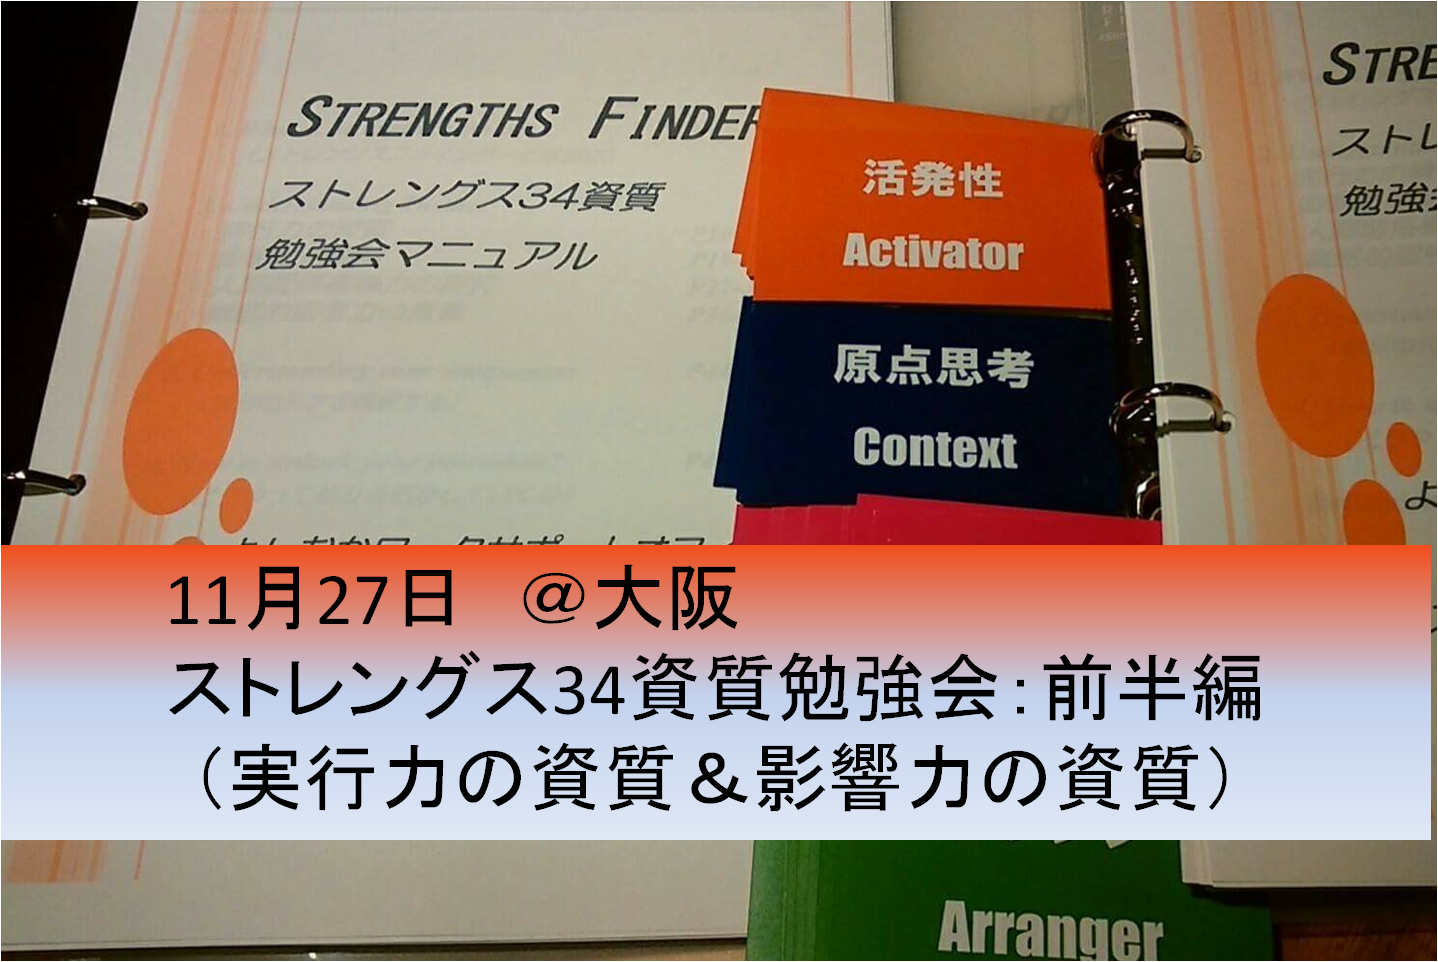 STRENGTHS FINDER
ストレングス34資質
勉強会マニュアル
活発性
Activator
原点思考
Context
STRE
ストレ
勉強
11月27日　@大阪
ストレングス34資質勉強会：前半編
（実行力の資質＆影響力の資質）
Arranger